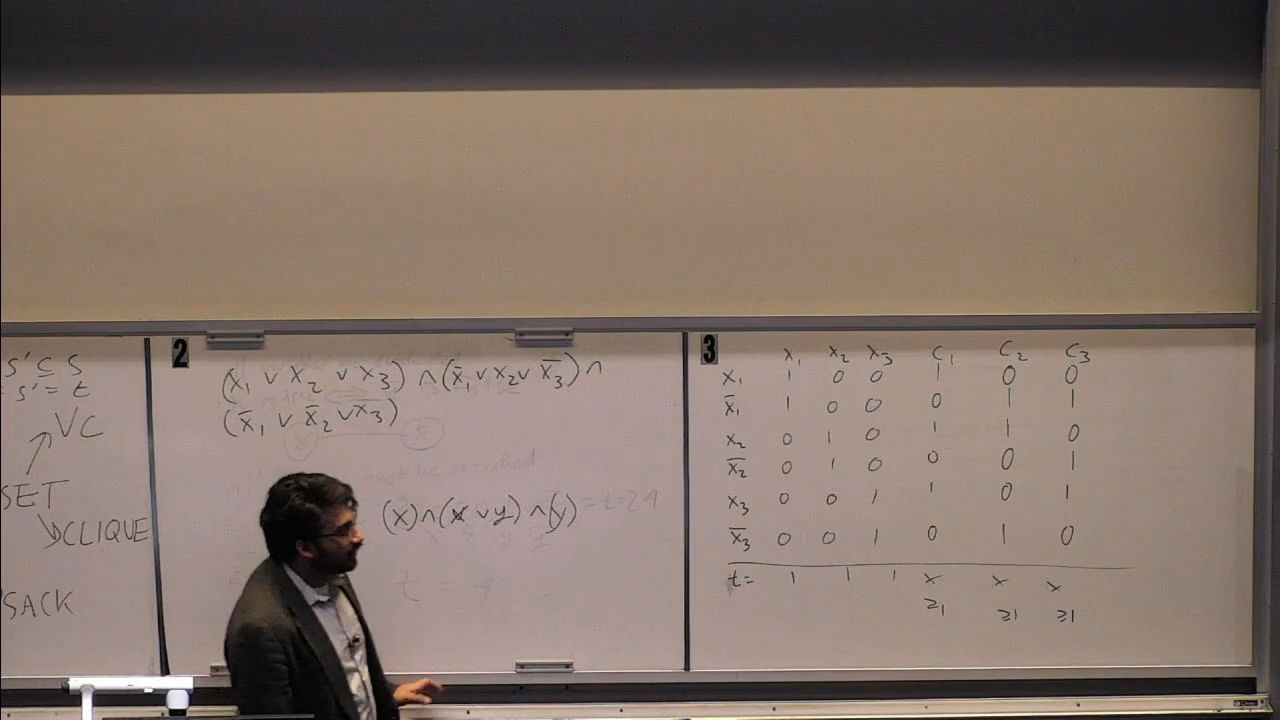 S' ⊆ S
S' = t
VC
SET
CLIQUE
SACK
2
(x₁ ∨ x₂ ∨ x₃) ∧ (x̄₁ ∨ x₂ ∨ x̄₃) ∧
(x̄₁ ∨ x̄₂ ∨ x₃)
(x) ∧ (x ∨ y) ∧ (y)
t = 4
3
x₁ x₂ x₃ C₁ C₂ C₃
x₁ 1 0 0 1 0 0
x̄₁ 1 0 0 0 1 1
x₂ 0 1 0 1 1 0
x̄₂ 0 1 0 0 0 1
x₃ 0 0 1 1 0 1
x̄₃ 0 0 1 0 1 0
t = 1 1 1 x x x
≥1 ≥1 ≥1